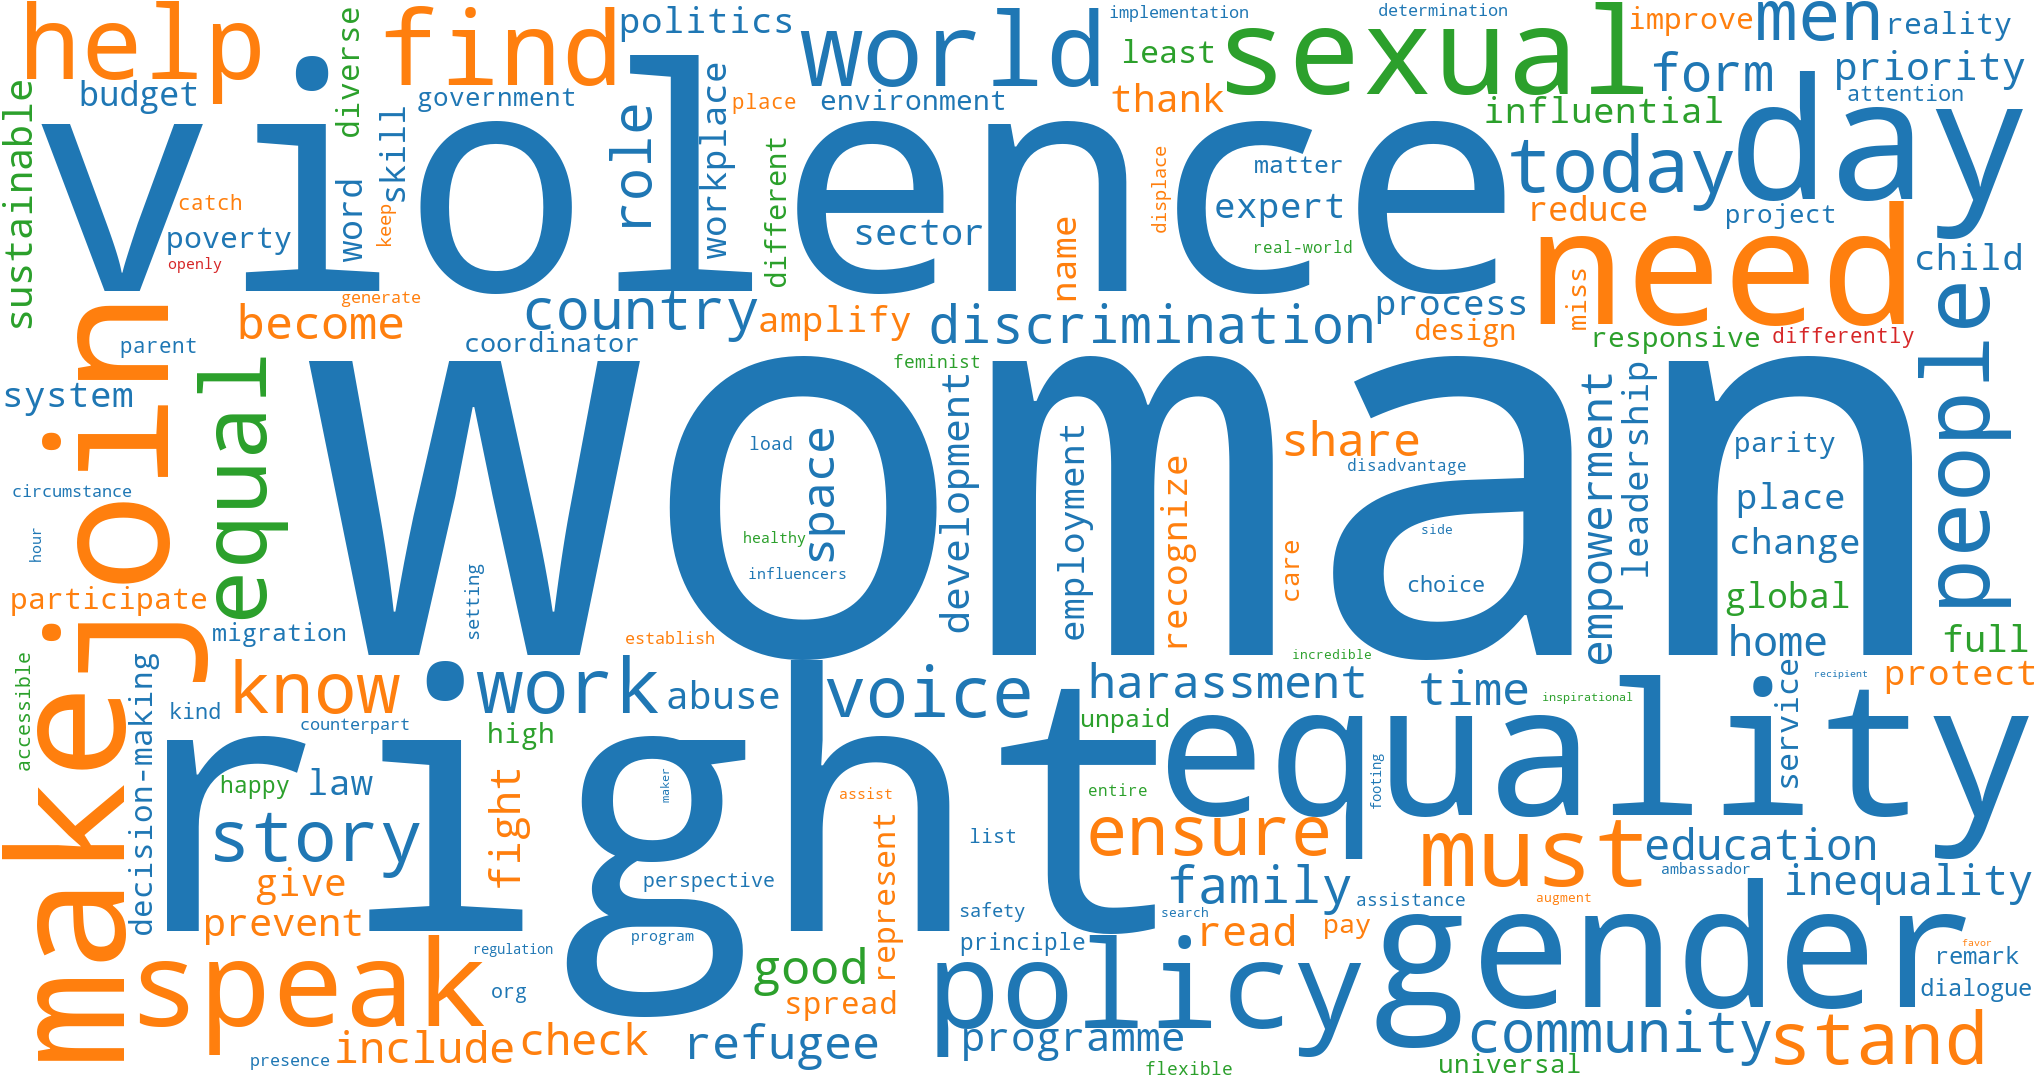 help
find
politics
world
implementation
determination
least
sexual
improve
men
reality
budget
diverse
government
place
environment
thank
form
priority
influential
attention
sustainable
violence
skill
role
workplace
different
displace
matter
expert
real-world
today
day
catch
word
keep
poverty
openly
sector
name
reduce
project
need
child
join
generate
become
country
amplify
discrimination
process
design
miss
responsive
differently
people
parent
coordinator
feminist
system
equal
woman
load
space
development
employment
recognize
share
disadvantage
empowerment
leadership
parity
circumstance
hour
healthy
influencers
care
side
choice
place
change
participate
setting
global
migration
establish
home
full
accessible
make
decision-making
know
work
abuse
voice
harassment
incredible
time
inspirational
service
recipient
protect
kind
counterpart
high
unpaid
right
equality
happy
law
fight
maker
assist
entire
footing
story
represent
list
ensure
must
education
give
perspective
family
ambassador
inequality
prevent
safety
search
assistance
augment
speak
regulation
program
good
principle
read
pay
gender
favor
remark
org
spread
policy
dialogue
presence
include
check
refugee
programme
community
stand
flexible
universal